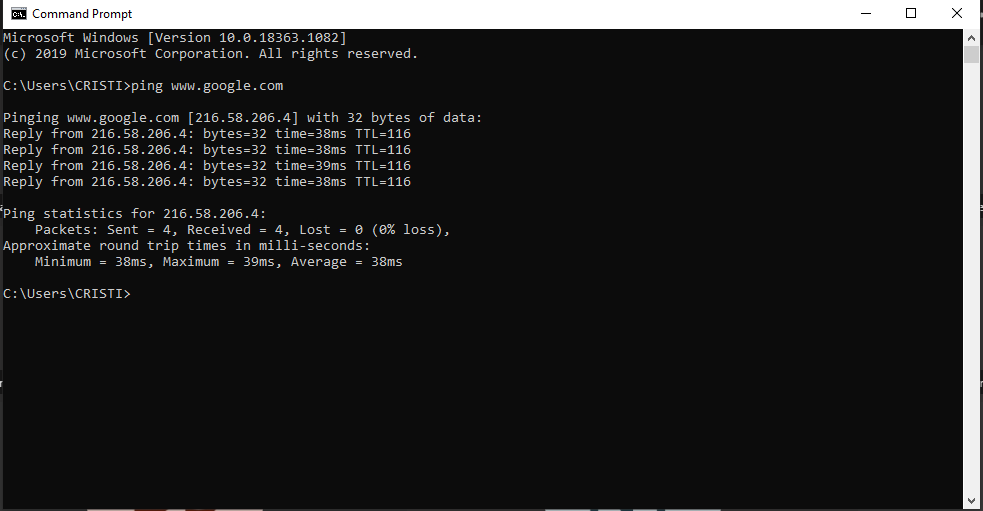 Command Prompt
Microsoft Windows [Version 10.0.18363.1082]
(c) 2019 Microsoft Corporation. All rights reserved.
C:\Users\CRISTI>ping www.google.com
Pinging www.google.com [216.58.206.4] with 32 bytes of data:
Reply from 216.58.206.4: bytes=32 time=38ms TTL=116
Reply from 216.58.206.4: bytes=32 time=38ms TTL=116
Reply from 216.58.206.4: bytes=32 time=39ms TTL=116
Reply from 216.58.206.4: bytes=32 time=38ms TTL=116
Ping statistics for 216.58.206.4:
    Packets: Sent = 4, Received = 4, Lost = 0 (0% loss),
Approximate round trip times in milli-seconds:
    Minimum = 38ms, Maximum = 39ms, Average = 38ms
C:\Users\CRISTI>